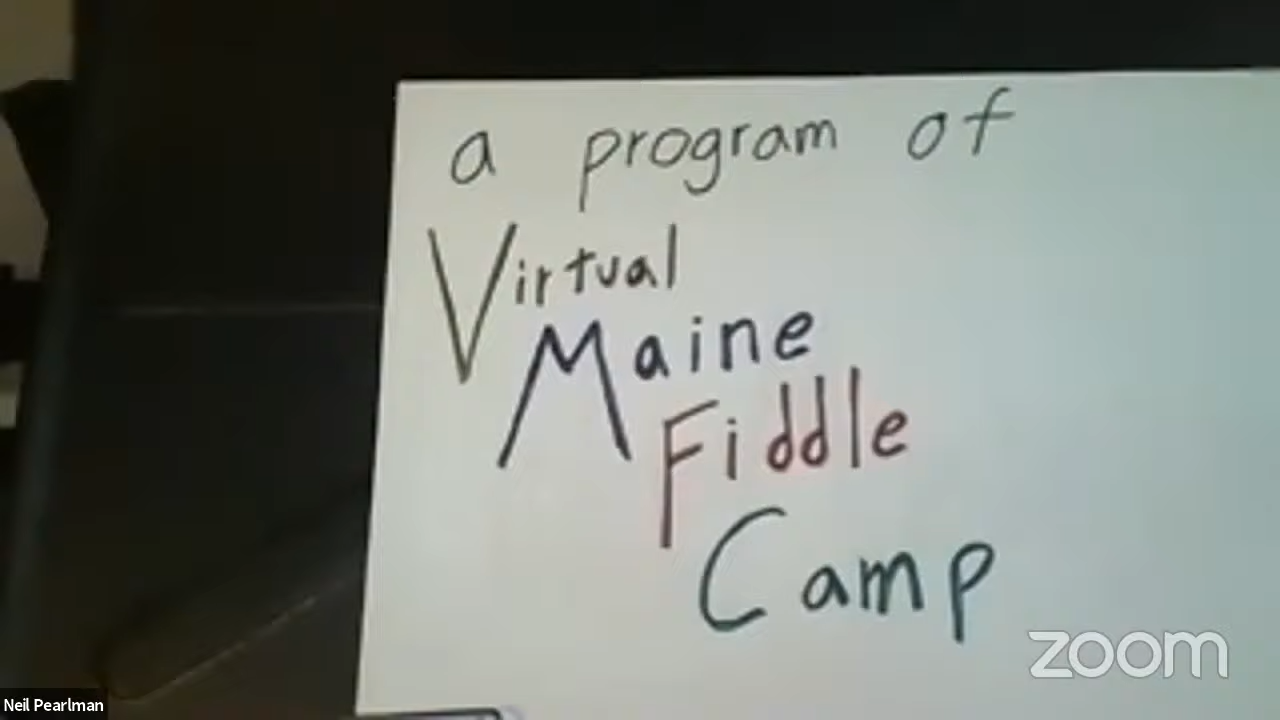 a program of
Virtual
Maine
Fiddle
Camp
zoom
Neil Pearlman